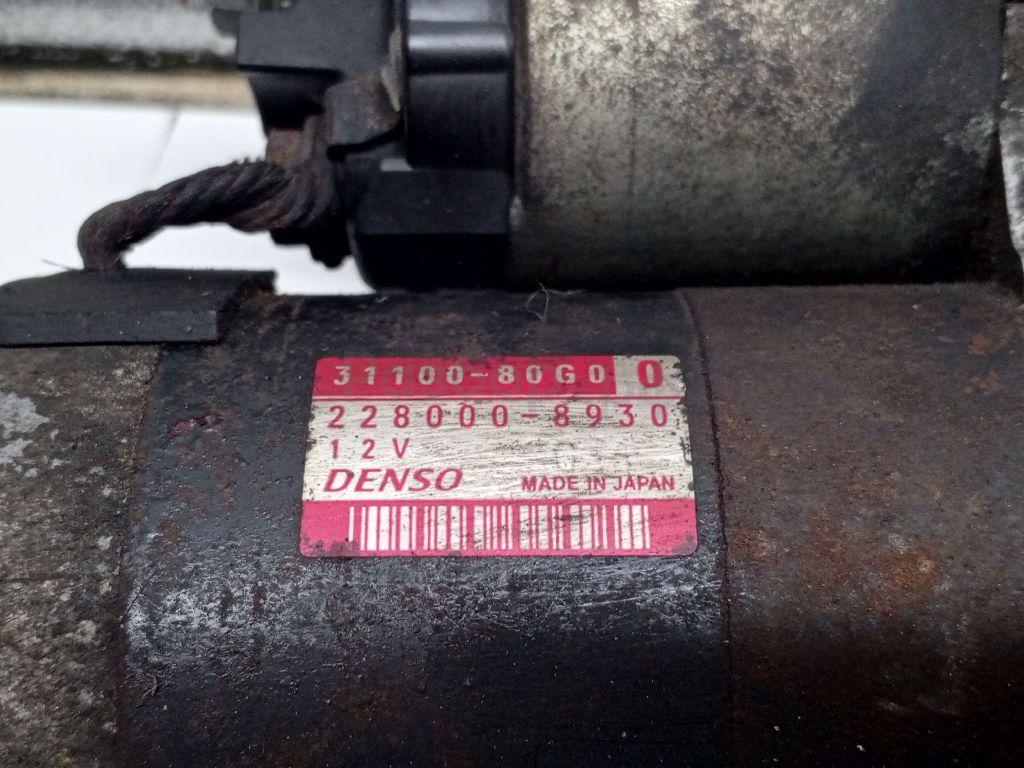 31100-80G0 0
228000-8930
12V
DENSO MADE IN JAPAN